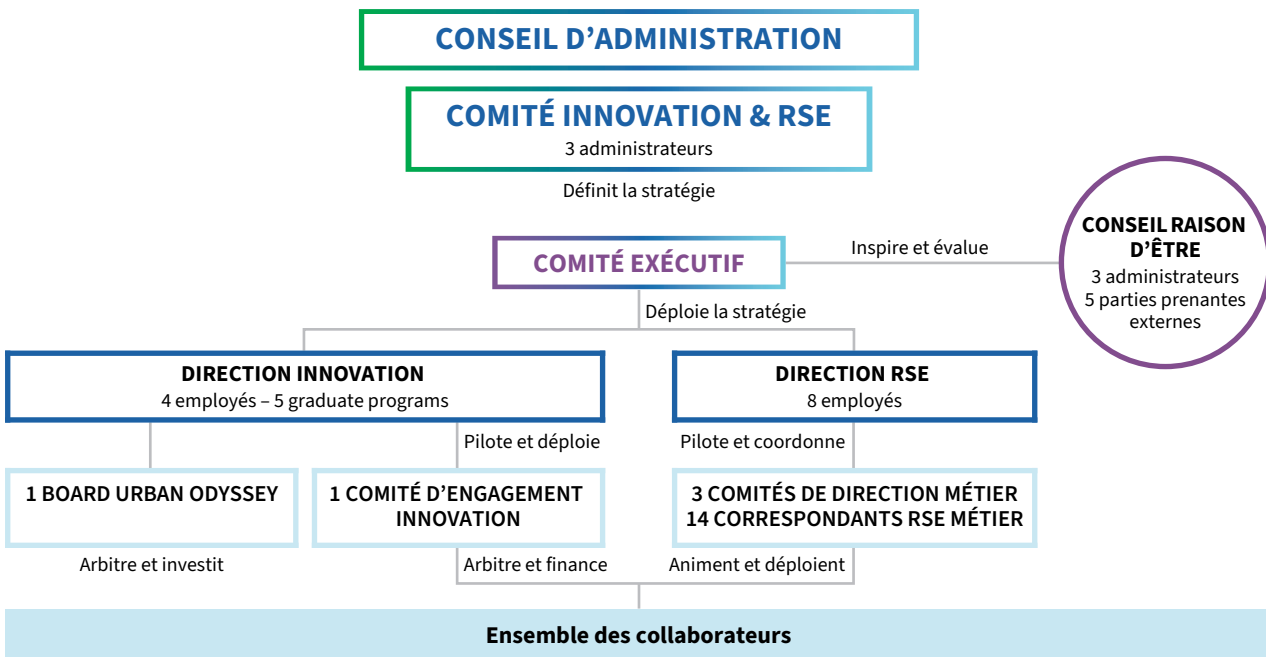 CONSEIL D’ADMINISTRATION
COMITÉ INNOVATION & RSE
3 administrateurs
Définit la stratégie
COMITÉ EXÉCUTIF
Inspire et évalue
CONSEIL RAISON
D’ÊTRE
3 administrateurs
5 parties prenantes
externes
Déploie la stratégie
DIRECTION INNOVATION
4 employés – 5 graduate programs
DIRECTION RSE
8 employés
Pilote et déploie
Pilote et coordonne
1 BOARD URBAN ODYSSEY
1 COMITÉ D’ENGAGEMENT
INNOVATION
3 COMITÉS DE DIRECTION MÉTIER
14 CORRESPONDANTS RSE MÉTIER
Arbitre et investit
Arbitre et finance
Animent et déploient
Ensemble des collaborateurs